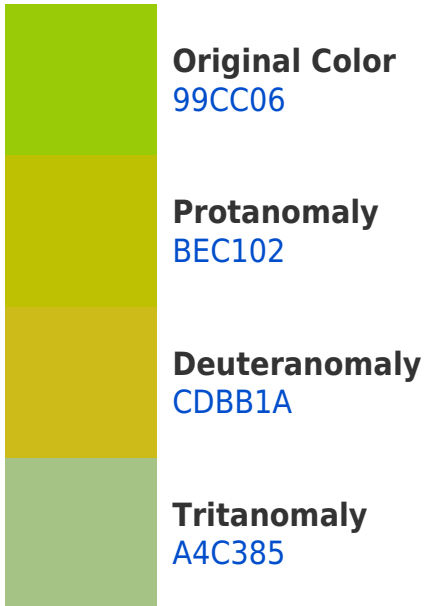 Original Color
99CC06
Protanomaly
BEC102
Deuteranomaly
CDBB1A
Tritanomaly
A4C385